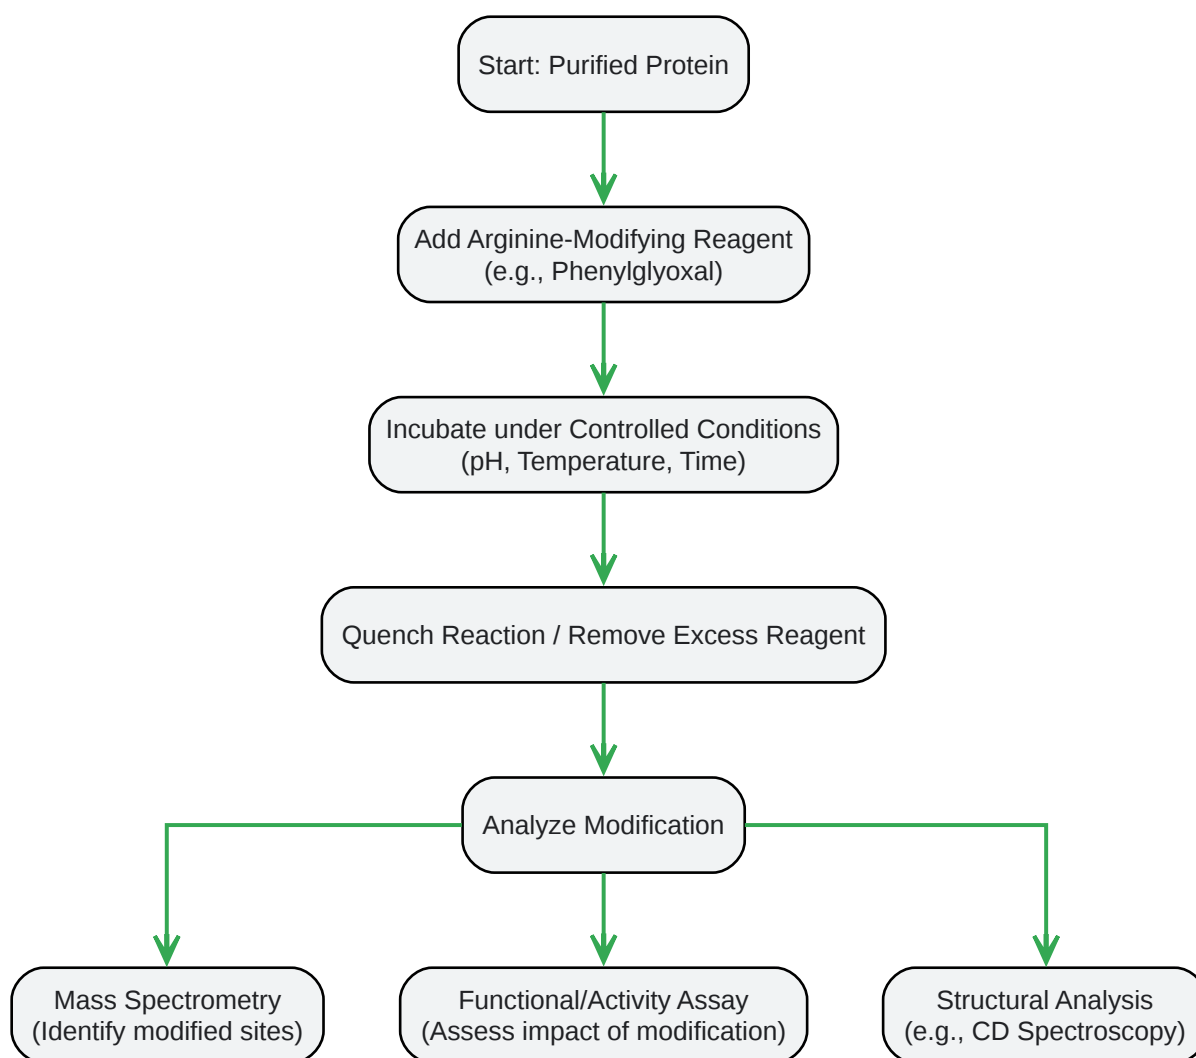 Start: Purified Protein
Add Arginine-Modifying Reagent
(e.g., Phenylglyoxal)
Incubate under Controlled Conditions
(pH, Temperature, Time)
Quench Reaction / Remove Excess Reagent
Analyze Modification
Mass Spectrometry
(Identify modified sites)
Functional/Activity Assay
(Assess impact of modification)
Structural Analysis
(e.g., CD Spectroscopy)